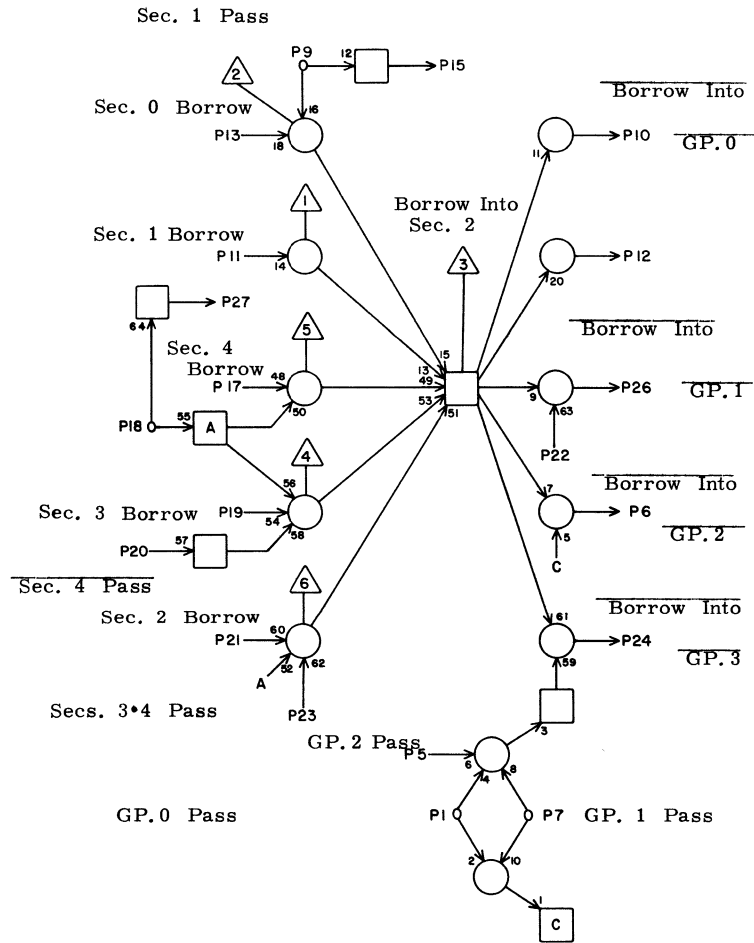 Sec. 1 Pass
P9
12
P15
2
16
Sec. 0 Borrow
P13
18
Borrow Into
11
P10
GP.0
1
Borrow Into
Sec. 2
Sec. 1 Borrow
P11
14
3
20
P12
64
P27
5
Sec. 4
Borrow
P17
48
50
15
13
49
53
51
Borrow Into
9
63
P26
GP.1
P22
P18
55
A
4
56
Sec. 3 Borrow
P19
54
58
P20
57
Sec. 4 Pass
Borrow Into
7
P6
5
GP.2
C
6
Sec. 2 Borrow
P21
60
52
62
A
P23
Borrow Into
61
P24
59
GP.3
Secs. 3•4 Pass
3
GP.2 Pass
P5
6
4
8
GP.0 Pass
P1
P7
GP. 1 Pass
2
10
1
C